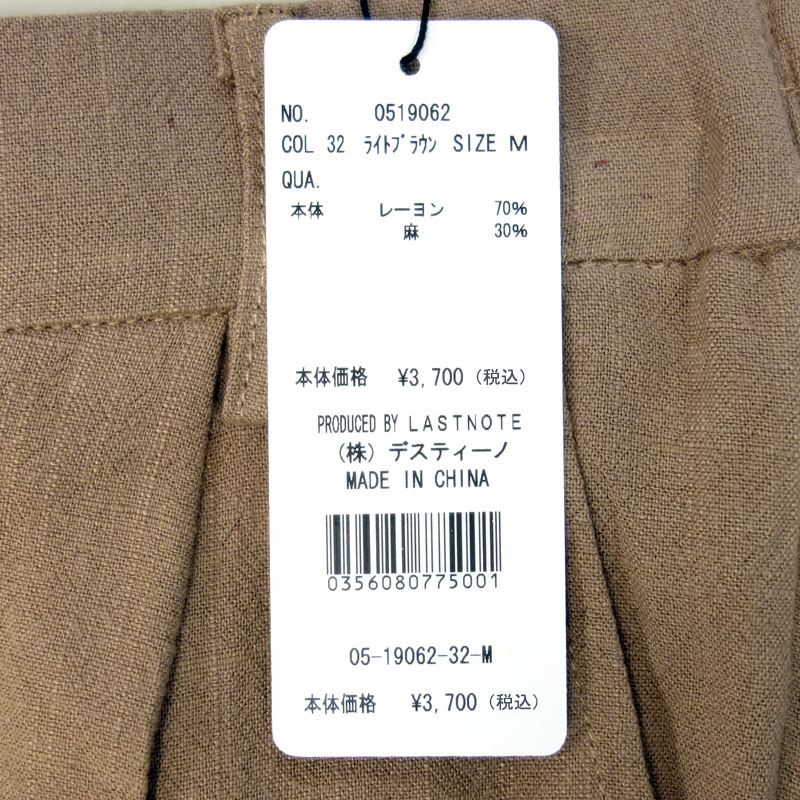 NO. 0519062
COL 32 ﾗｲﾄﾌﾞﾗｳﾝ SIZE M
QUA.
本体 レーヨン 70%
麻 30%
本体価格 ¥3,700 (税込)
PRODUCED BY LASTNOTE
(株) デスティーノ
MADE IN CHINA
0356080775001
05-19062-32-M
本体価格 ¥3,700 (税込)